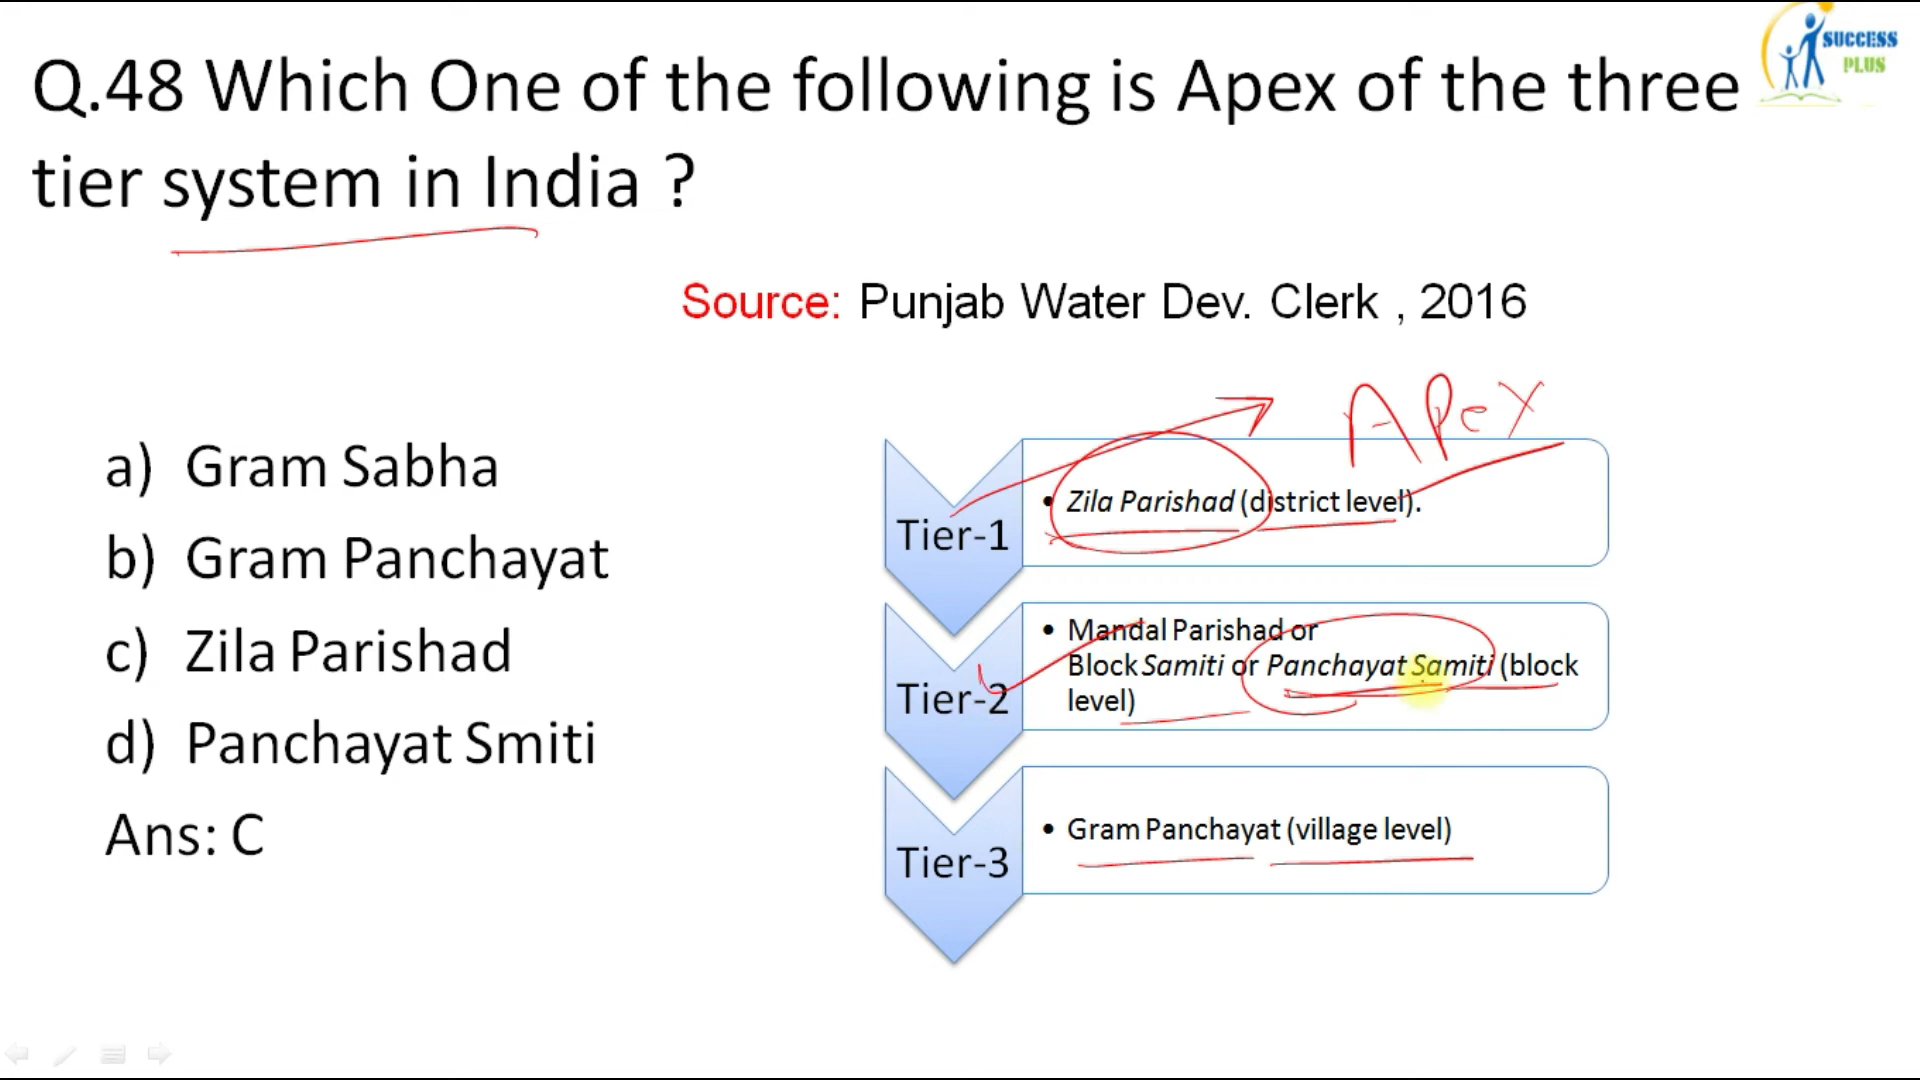 SUCCESS
PLUS
Q.48 Which One of the following is Apex of the three
tier system in India ?
Source: Punjab Water Dev. Clerk , 2016
a) Gram Sabha
b) Gram Panchayat
c) Zila Parishad
d) Panchayat Smiti
Ans: C
APex
Tier-1
• Zila Parishad (district level).
Tier-2
• Mandal Parishad or
Block Samiti or Panchayat Samiti (block
level)
Tier-3
• Gram Panchayat (village level)